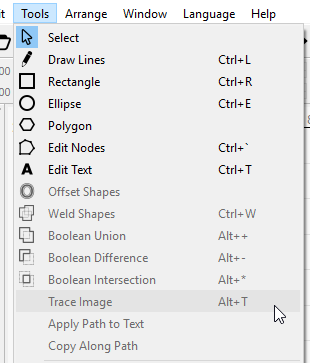 Tools Arrange Window Language Help
Select
Draw Lines Ctrl+L
Rectangle Ctrl+R
Ellipse Ctrl+E
Polygon
Edit Nodes Ctrl+`
Edit Text Ctrl+T
Offset Shapes
Weld Shapes Ctrl+W
Boolean Union Alt++
Boolean Difference Alt+-
Boolean Intersection Alt+*
Trace Image Alt+T
Apply Path to Text
Copy Along Path